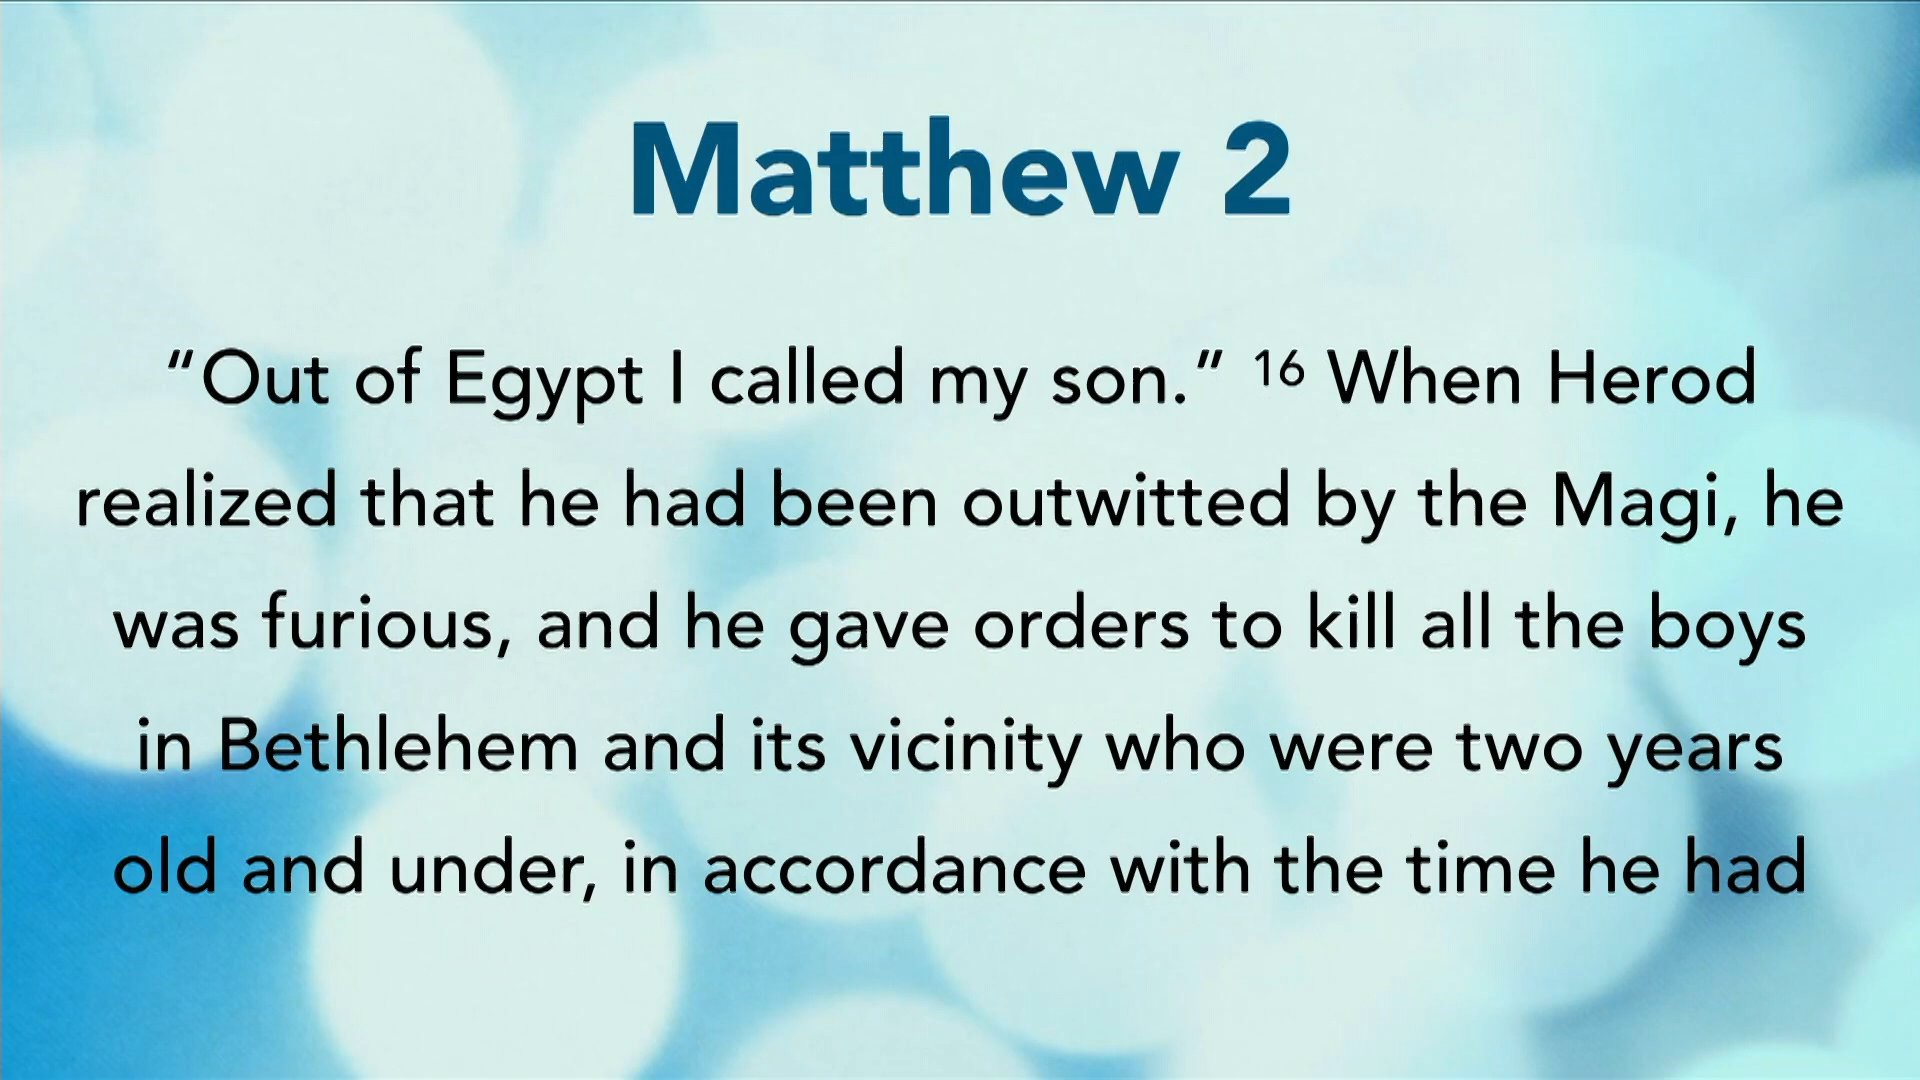 Matthew 2
“Out of Egypt I called my son.” ¹⁶ When Herod
realized that he had been outwitted by the Magi, he
was furious, and he gave orders to kill all the boys
in Bethlehem and its vicinity who were two years
old and under, in accordance with the time he had